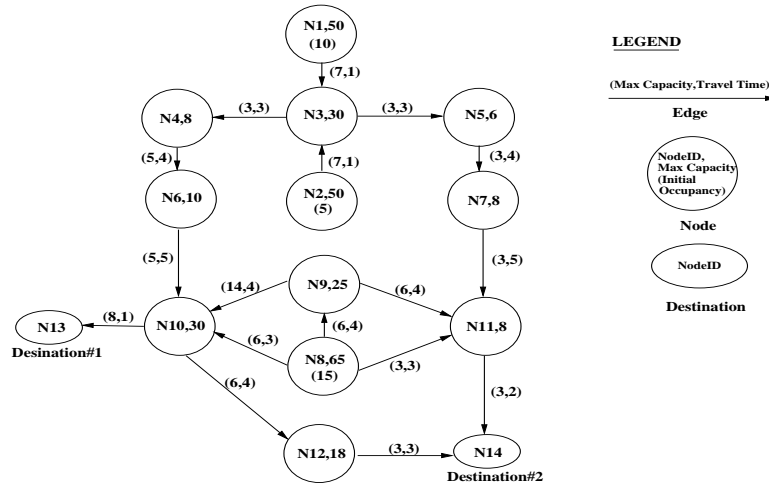 N1,50
(10)
(7,1)
N4,8
(3,3)
N3,30
(3,3)
N5,6
(5,4)
(7,1)
(3,4)
N6,10
N2,50
(5)
N7,8
(5,5)
(3,5)
N9,25
(14,4)
(6,4)
N13
(8,1)
N10,30
(6,3)
(6,4)
N11,8
Desination#1
N8,65
(15)
(3,3)
(6,4)
(3,2)
N12,18
(3,3)
N14
Destination#2
LEGEND
(Max Capacity,Travel Time)
Edge
NodeID,
Max Capacity
(Initial
Occupancy)
Node
NodeID
Destination